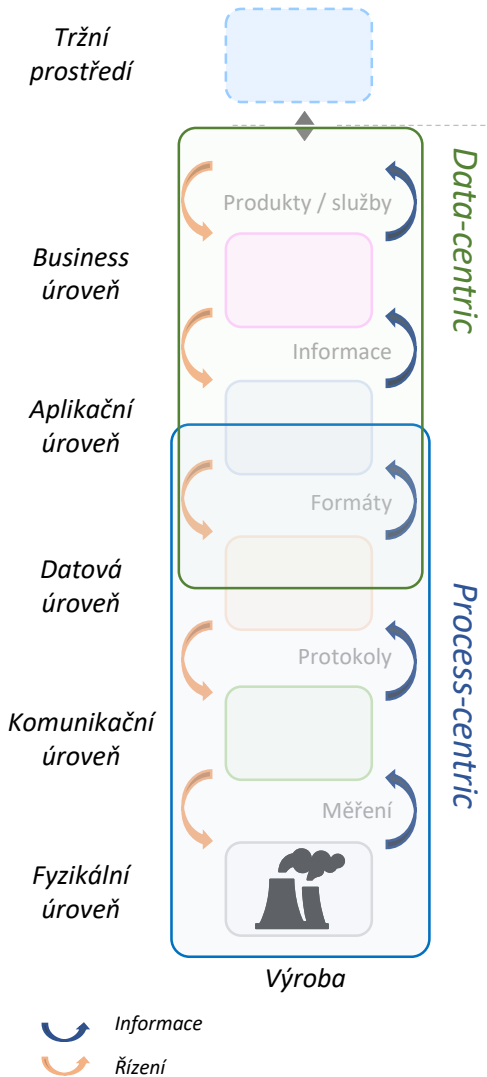 Tržní
prostředí
Data-centric
Produkty / služby
Business
úroveň
Informace
Aplikační
úroveň
Formáty
Datová
úroveň
Process-centric
Protokoly
Komunikační
úroveň
Měření
Fyzikální
úroveň
Výroba
Informace
Řízení